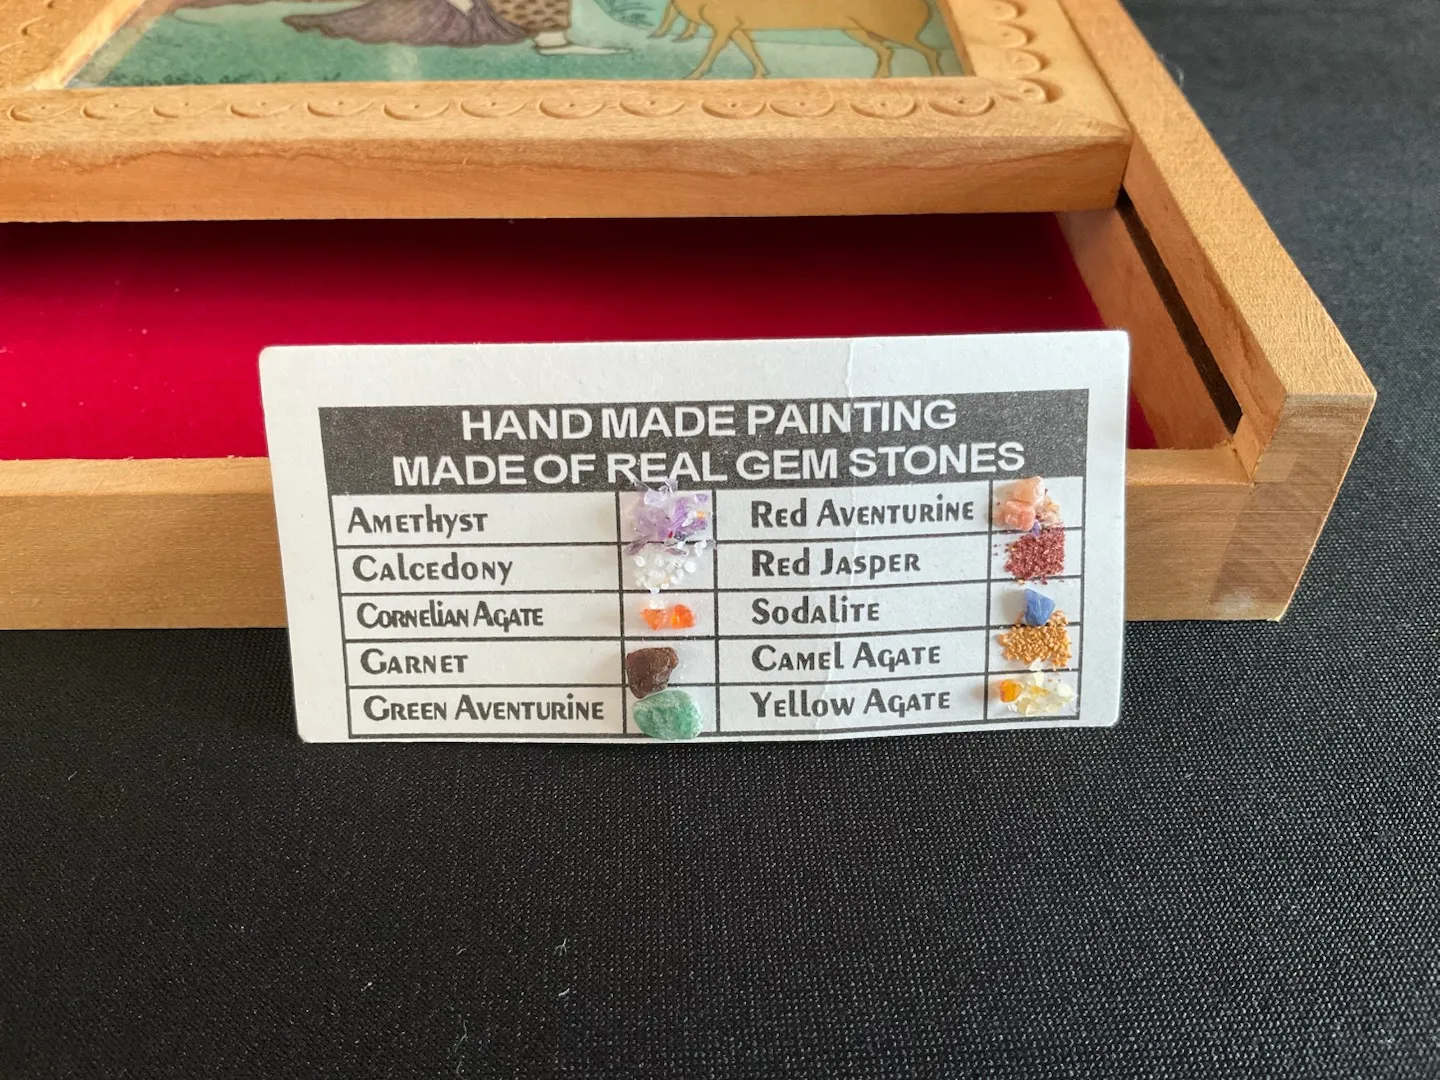 HAND MADE PAINTING
MADE OF REAL GEM STONES
Amethyst Red Aventurine
Calcedony Red Jasper
Cornelian Agate Sodalite
Garnet Camel Agate
Green Aventurine Yellow Agate